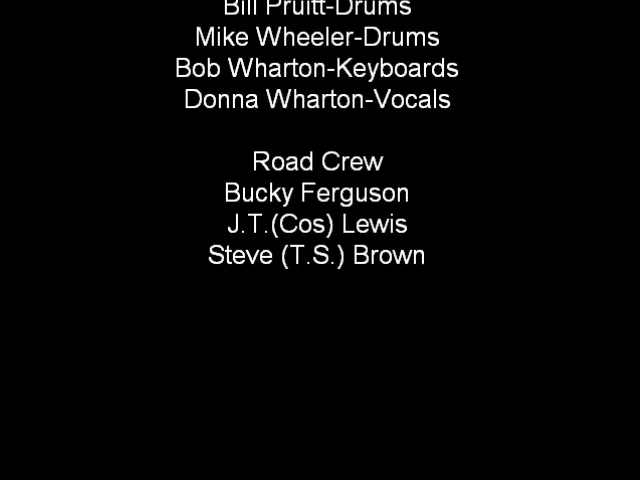 Bill Pruitt-Drums
Mike Wheeler-Drums
Bob Wharton-Keyboards
Donna Wharton-Vocals
Road Crew
Bucky Ferguson
J.T.(Cos) Lewis
Steve (T.S.) Brown